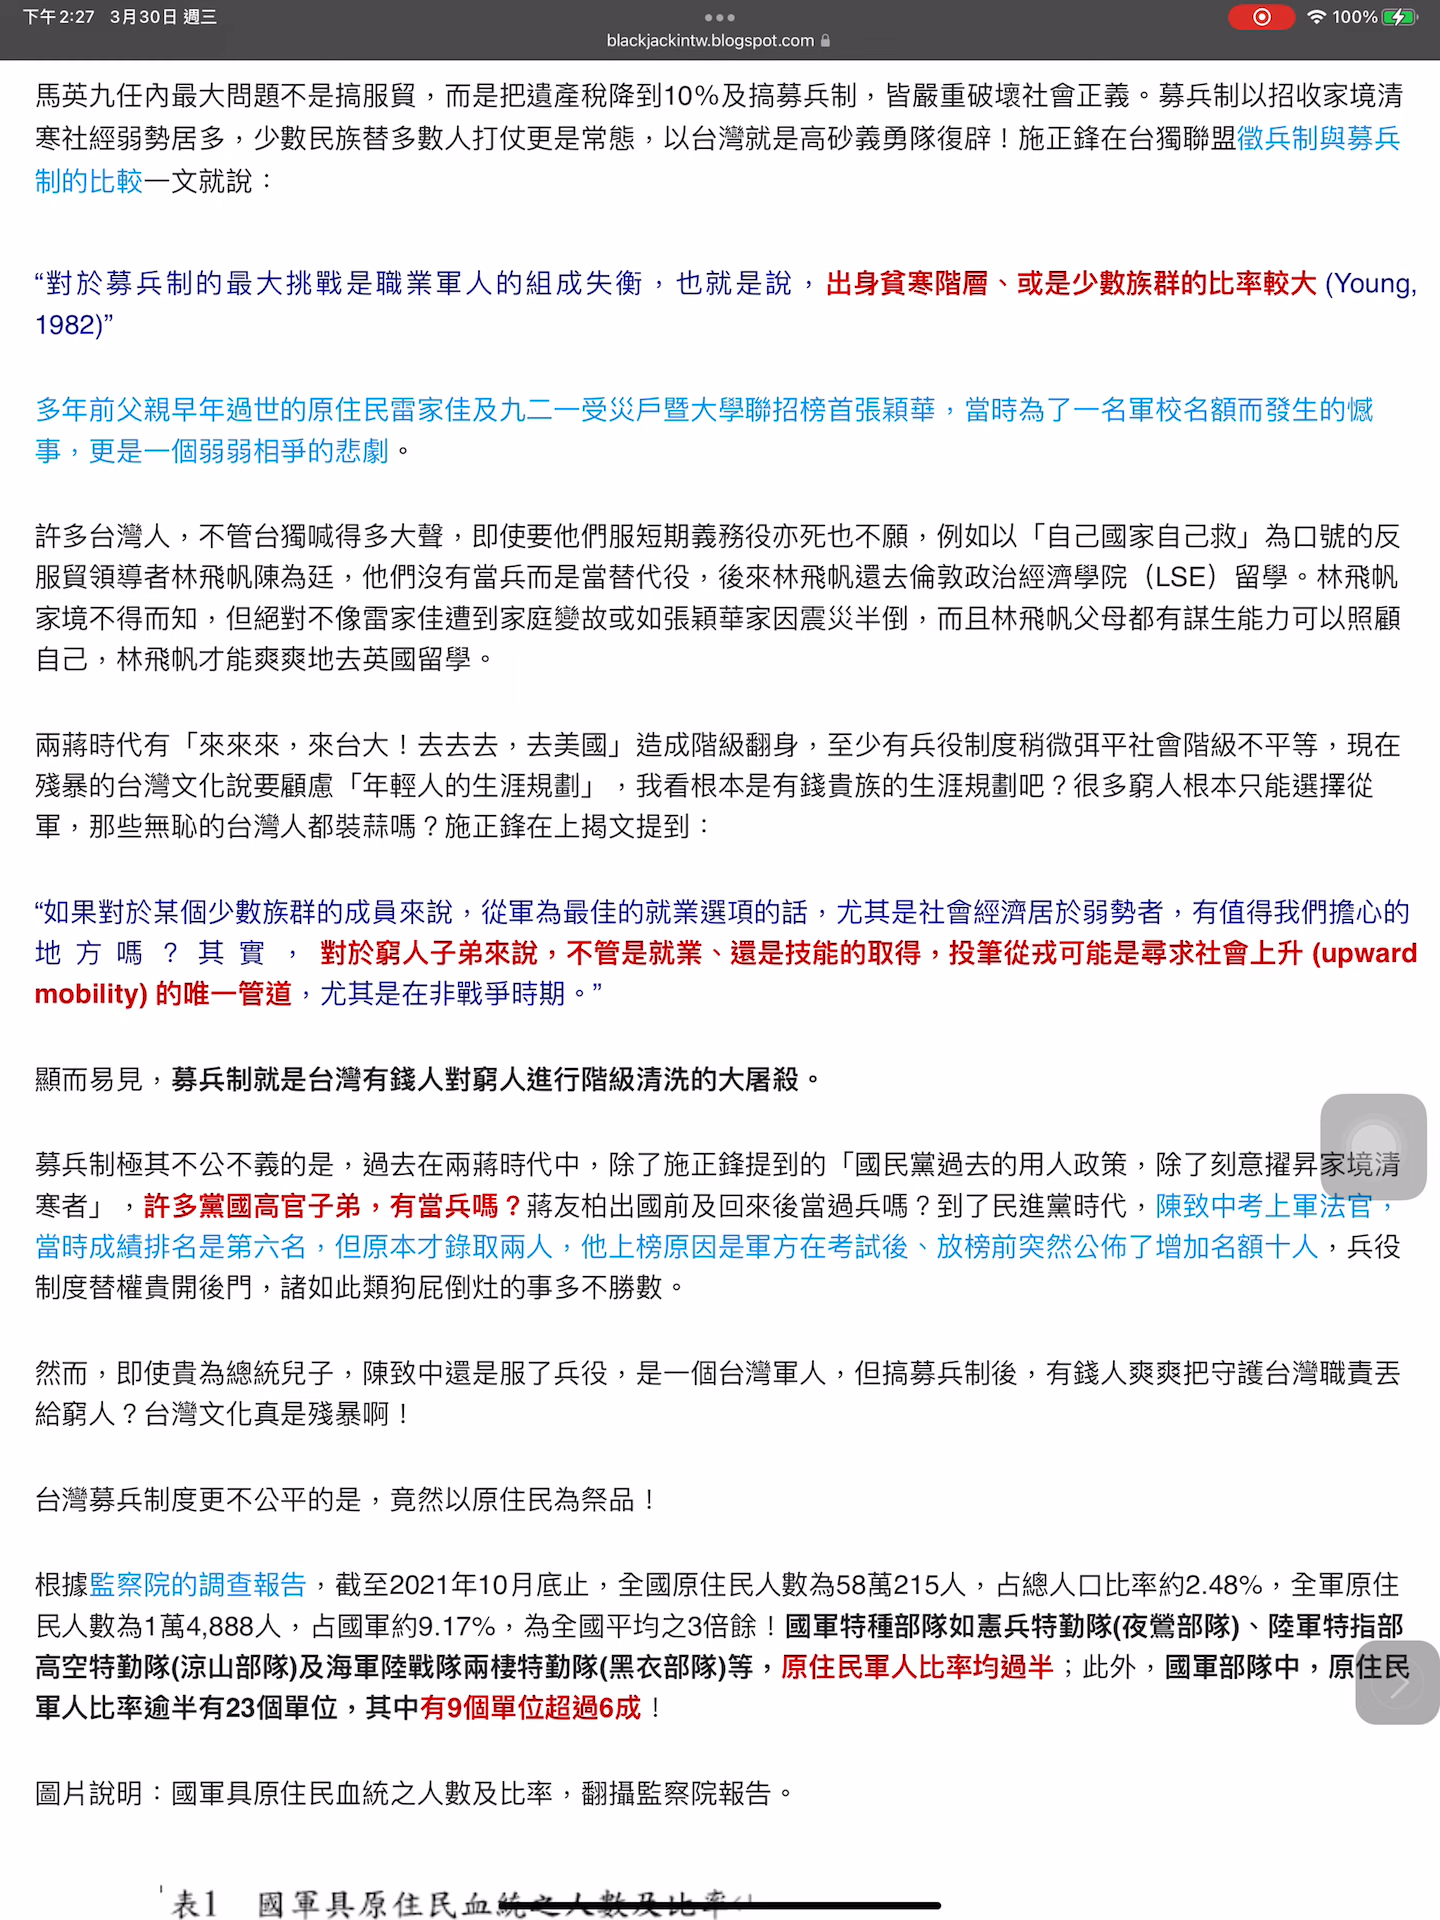 下午2:27 3月30日 週三
100%
blackjackintw.blogspot.com
馬英九任內最大問題不是搞服貿，而是把遺產稅降到10%及搞募兵制，皆嚴重破壞社會正義。募兵制以招收家境清
寒社經弱勢居多，少數民族替多數人打仗更是常態，以台灣就是高砂義勇隊復辟！施正鋒在台獨聯盟徵兵制與募兵
制的比較一文就說：
“對於募兵制的最大挑戰是職業軍人的組成失衡，也就是說，出身貧寒階層、或是少數族群的比率較大 (Young,
1982)”
多年前父親早年過世的原住民雷家佳及九二一受災戶暨大學聯招榜首張穎華，當時為了一名軍校名額而發生的憾
事，更是一個弱弱相爭的悲劇。
許多台灣人，不管台獨喊得多大聲，即使要他們服短期義務役亦死也不願，例如以「自己國家自己救」為口號的反
服貿領導者林飛帆陳為廷，他們沒有當兵而是當替代役，後來林飛帆還去倫敦政治經濟學院（LSE）留學。林飛帆
家境不得而知，但絕對不像雷家佳遭到家庭變故或如張穎華家因震災半倒，而且林飛帆父母都有謀生能力可以照顧
自己，林飛帆才能爽爽地去英國留學。
兩蔣時代有「來來來，來台大！去去去，去美國」造成階級翻身，至少有兵役制度稍微弭平社會階級不平等，現在
殘暴的台灣文化說要顧慮「年輕人的生涯規劃」，我看根本是有錢貴族的生涯規劃吧？很多窮人根本只能選擇從
軍，那些無恥的台灣人都裝蒜嗎？施正鋒在上揭文提到：
“如果對於某個少數族群的成員來說，從軍為最佳的就業選項的話，尤其是社會經濟居於弱勢者，有值得我們擔心的
地方嗎？其實，對於窮人子弟來說，不管是就業、還是技能的取得，投筆從戎可能是尋求社會上升 (upward
mobility) 的唯一管道，尤其是在非戰爭時期。”
顯而易見，募兵制就是台灣有錢人對窮人進行階級清洗的大屠殺。
募兵制極其不公不義的是，過去在兩蔣時代中，除了施正鋒提到的「國民黨過去的用人政策，除了刻意擢昇家境清
寒者」，許多黨國高官子弟，有當兵嗎？蔣友柏出國前及回來後當過兵嗎？到了民進黨時代，陳致中考上軍法官，
當時成績排名是第六名，但原本才錄取兩人，他上榜原因是軍方在考試後、放榜前突然公佈了增加名額十人，兵役
制度替權貴開後門，諸如此類狗屁倒灶的事多不勝數。
然而，即使貴為總統兒子，陳致中還是服了兵役，是一個台灣軍人，但搞募兵制後，有錢人爽爽把守護台灣職責丟
給窮人？台灣文化真是殘暴啊！
台灣募兵制度更不公平的是，竟然以原住民為祭品！
根據監察院的調查報告，截至2021年10月底止，全國原住民人數為58萬215人，占總人口比率約2.48%，全軍原住
民人數為1萬4,888人，占國軍約9.17%，為全國平均之3倍餘！國軍特種部隊如憲兵特勤隊(夜鶯部隊)、陸軍特指部
高空特勤隊(涼山部隊)及海軍陸戰隊兩棲特勤隊(黑衣部隊)等，原住民軍人比率均過半；此外，國軍部隊中，原住民
軍人比率逾半有23個單位，其中有9個單位超過6成！
圖片說明：國軍具原住民血統之人數及比率，翻攝監察院報告。
表1 國軍具原住民血統之人數及比率